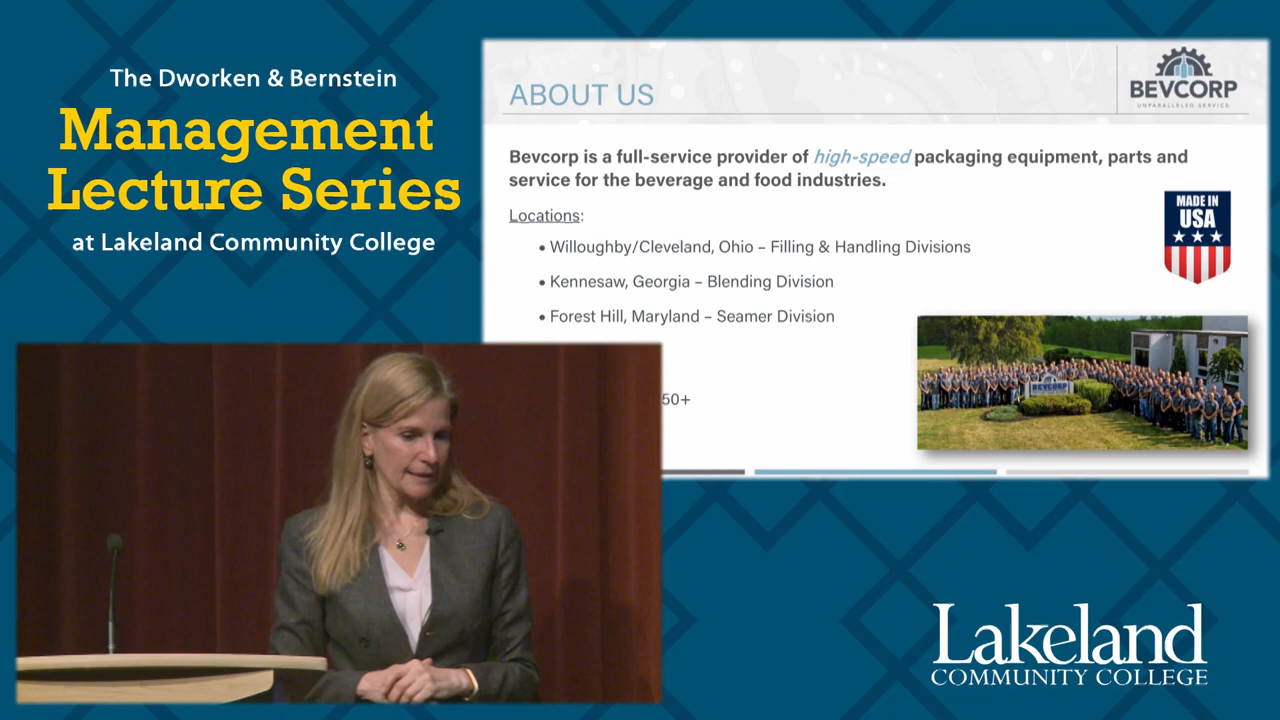 The Dworken & Bernstein
Management
Lecture Series
at Lakeland Community College
ABOUT US
BEVCORP
UNPARALLELED SERVICE
Bevcorp is a full-service provider of high-speed packaging equipment, parts and
service for the beverage and food industries.
Locations:
• Willoughby/Cleveland, Ohio – Filling & Handling Divisions
• Kennesaw, Georgia – Blending Division
• Forest Hill, Maryland – Seamer Division
50+
MADE IN
USA
BEVCORP
Lakeland
COMMUNITY COLLEGE